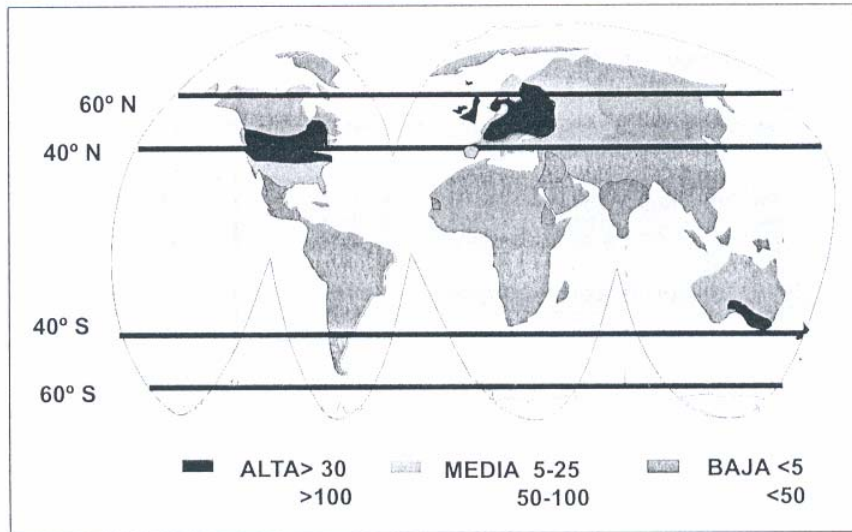 60º N
40º N
40º S
60º S
ALTA> 30 MEDIA 5-25 BAJA <5
>100 50-100 <50